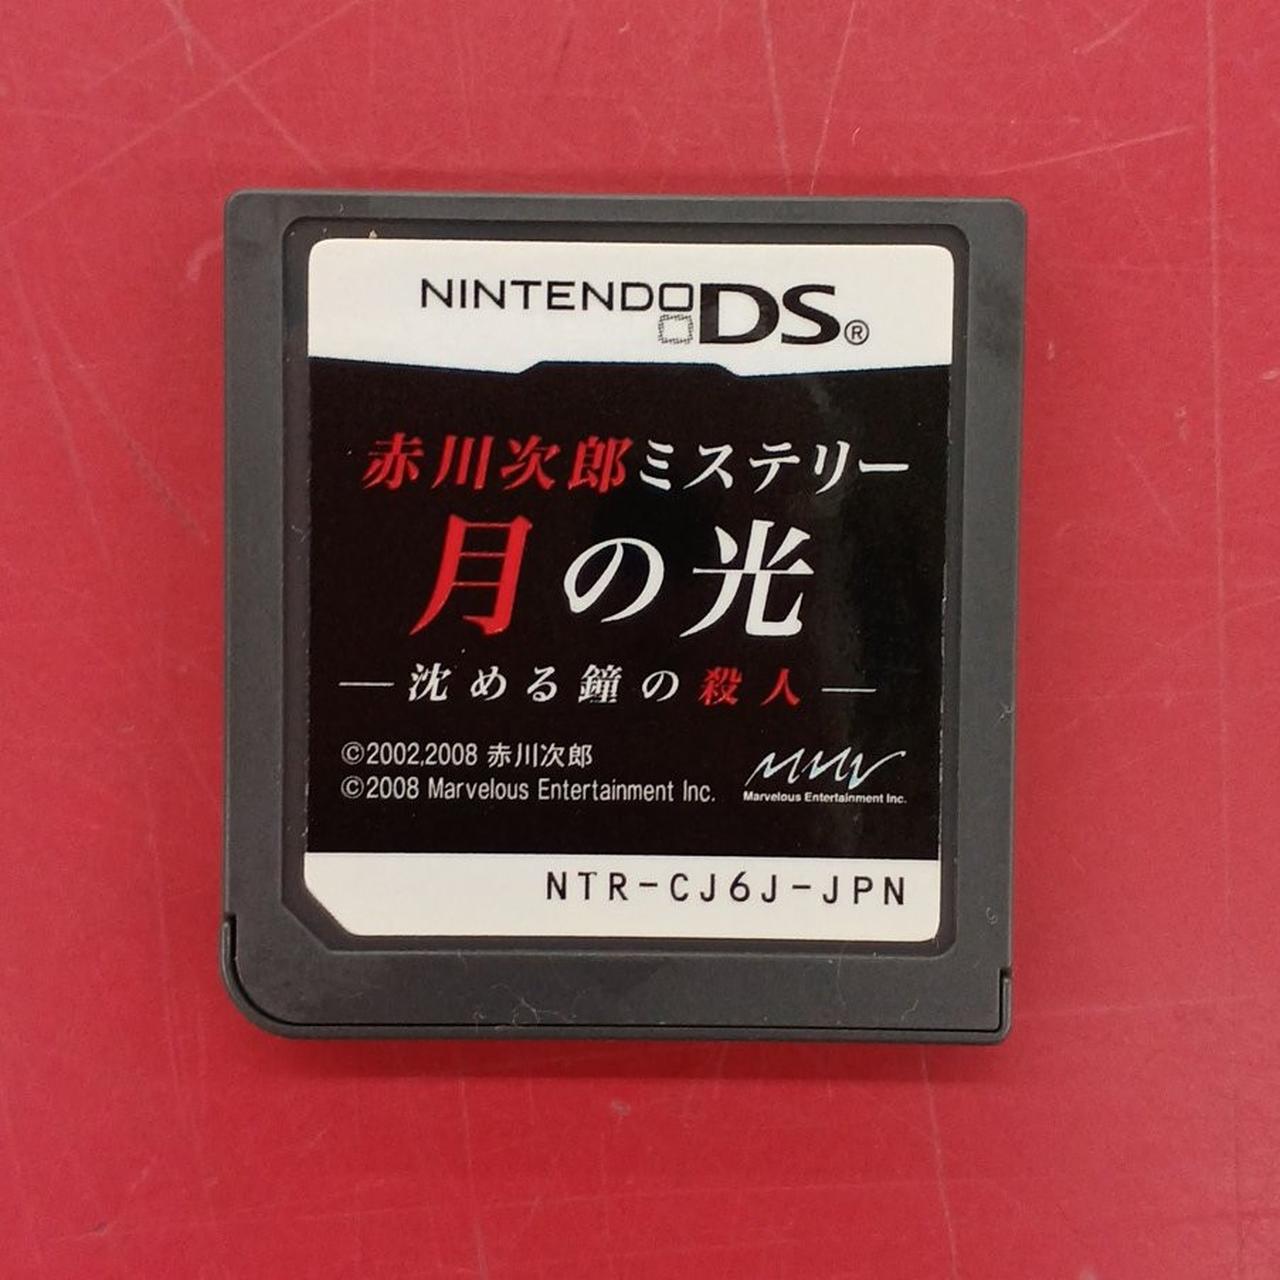 NINTENDO DS®
赤川次郎ミステリー
月の光
―沈める鐘の殺人―
©2002,2008 赤川次郎
©2008 Marvelous Entertainment Inc.
MMV
Marvelous Entertainment Inc.
NTR-CJ6J-JPN